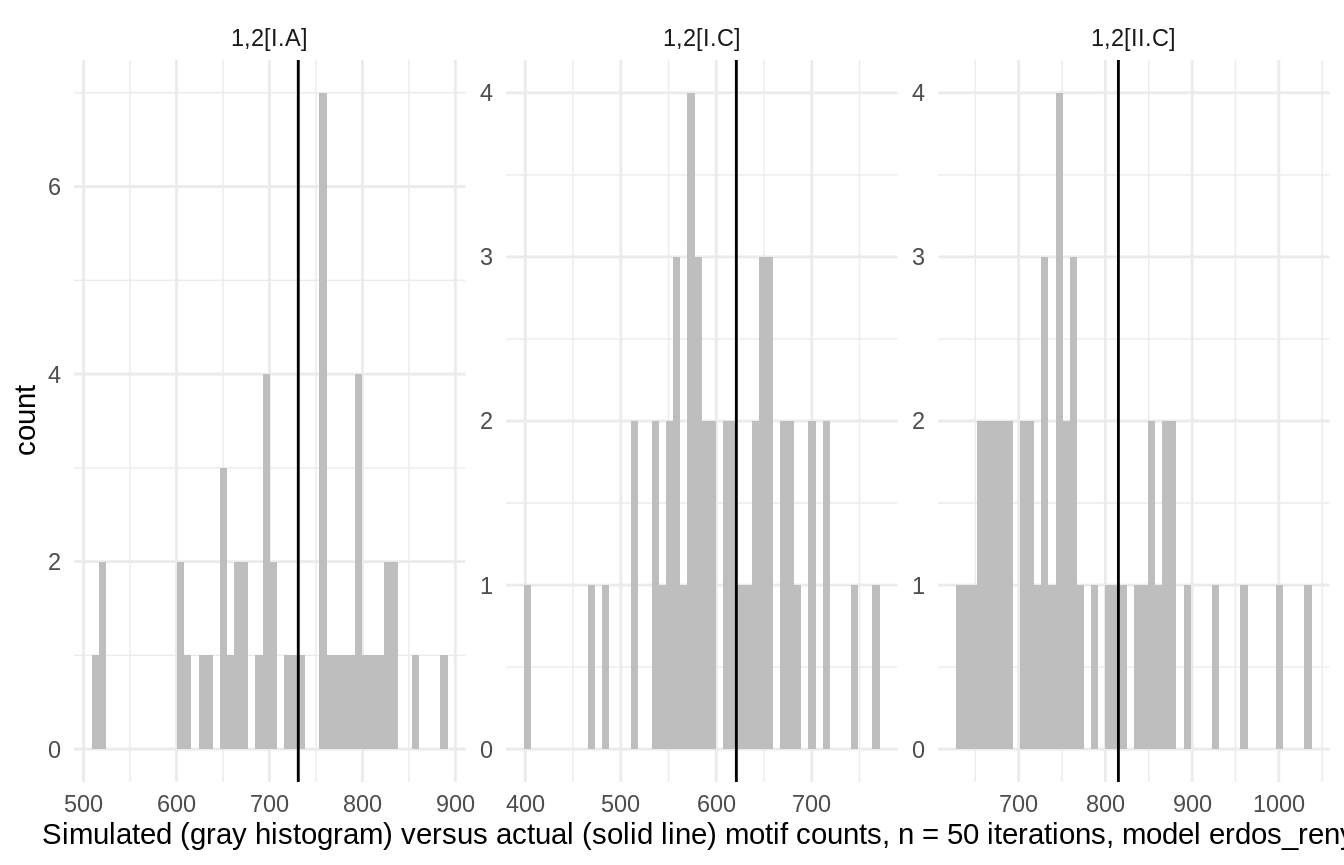 1,2[I.A] 1,2[I.C] 1,2[II.C]
count
6 4 2 0
4 3 2 1 0
4 3 2 1 0
500 600 700 800 900 400 500 600 700 700 800 900 1000
Simulated (gray histogram) versus actual (solid line) motif counts, n = 50 iterations, model erdos_reny